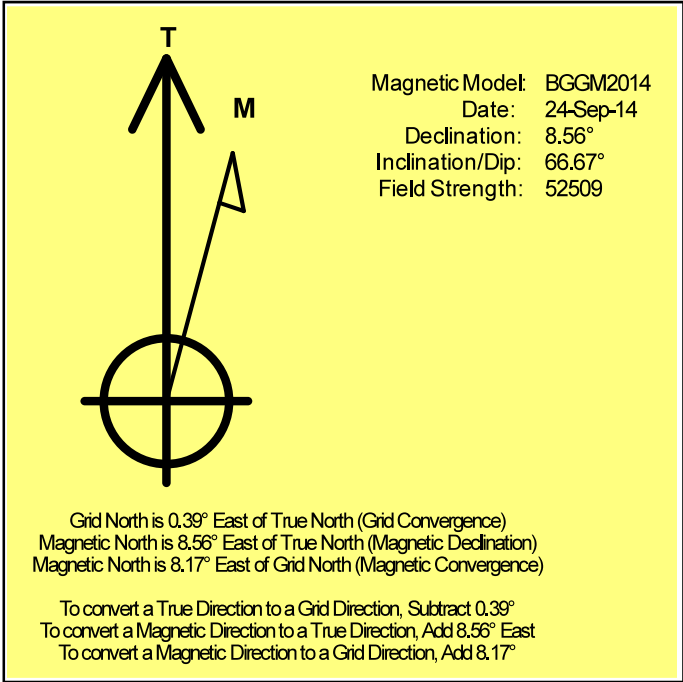 T
M
Magnetic Model: BGGM2014
Date: 24-Sep-14
Declination: 8.56°
Inclination/Dip: 66.67°
Field Strength: 52509
Grid North is 0.39° East of True North (Grid Convergence)
Magnetic North is 8.56° East of True North (Magnetic Declination)
Magnetic North is 8.17° East of Grid North (Magnetic Convergence)
To convert a True Direction to a Grid Direction, Subtract 0.39°
To convert a Magnetic Direction to a True Direction, Add 8.56° East
To convert a Magnetic Direction to a Grid Direction, Add 8.17°